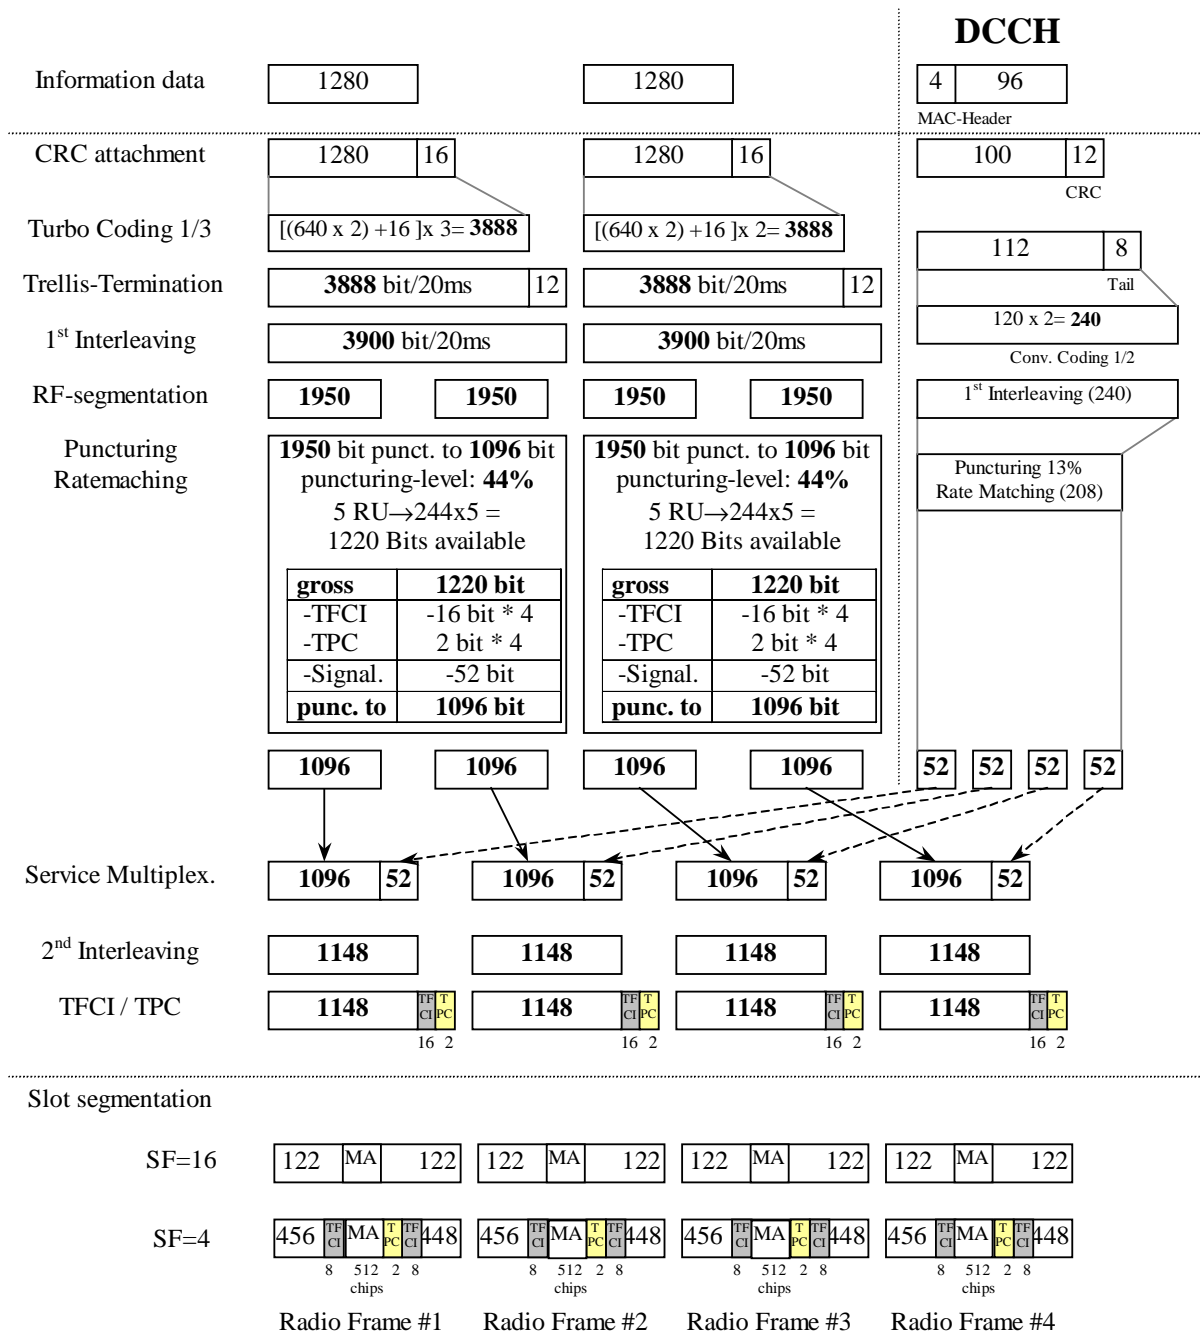 DCCH
Information data 1280 1280 4 96
MAC-Header
CRC attachment 1280 16 1280 16 100 12
CRC
Turbo Coding 1/3 [(640 x 2) +16 ]x 3= 3888 [(640 x 2) +16 ]x 2= 3888
112 8
Trellis-Termination 3888 bit/20ms 12 3888 bit/20ms 12
Tail
120 x 2= 240
1st Interleaving 3900 bit/20ms 3900 bit/20ms
Conv. Coding 1/2
RF-segmentation 1950 1950 1950 1950 1st Interleaving (240)
Puncturing 1950 bit punct. to 1096 bit 1950 bit punct. to 1096 bit
Ratemaching puncturing-level: 44% puncturing-level: 44%
Puncturing 13%
Rate Matching (208)
5 RU→244x5 = 5 RU→244x5 =
1220 Bits available 1220 Bits available
gross 1220 bit gross 1220 bit
-TFCI -16 bit * 4 -TFCI -16 bit * 4
-TPC 2 bit * 4 -TPC 2 bit * 4
-Signal. -52 bit -Signal. -52 bit
punc. to 1096 bit punc. to 1096 bit
1096 1096 1096 1096 52 52 52 52
Service Multiplex. 1096 52 1096 52 1096 52 1096 52
2nd Interleaving 1148 1148 1148 1148
TFCI / TPC 1148 TF CI T PC 1148 TF CI T PC 1148 TF CI T PC 1148 TF CI T PC
16 2 16 2 16 2 16 2
Slot segmentation
SF=16 122 MA 122 122 MA 122 122 MA 122 122 MA 122
SF=4 456 TF CI MA T PC TF CI 448 456 TF CI MA T PC TF CI 448 456 TF CI MA T PC TF CI 448 456 TF CI MA T PC TF CI 448
8 512 2 8 8 512 2 8 8 512 2 8 8 512 2 8
chips chips chips chips
Radio Frame #1 Radio Frame #2 Radio Frame #3 Radio Frame #4